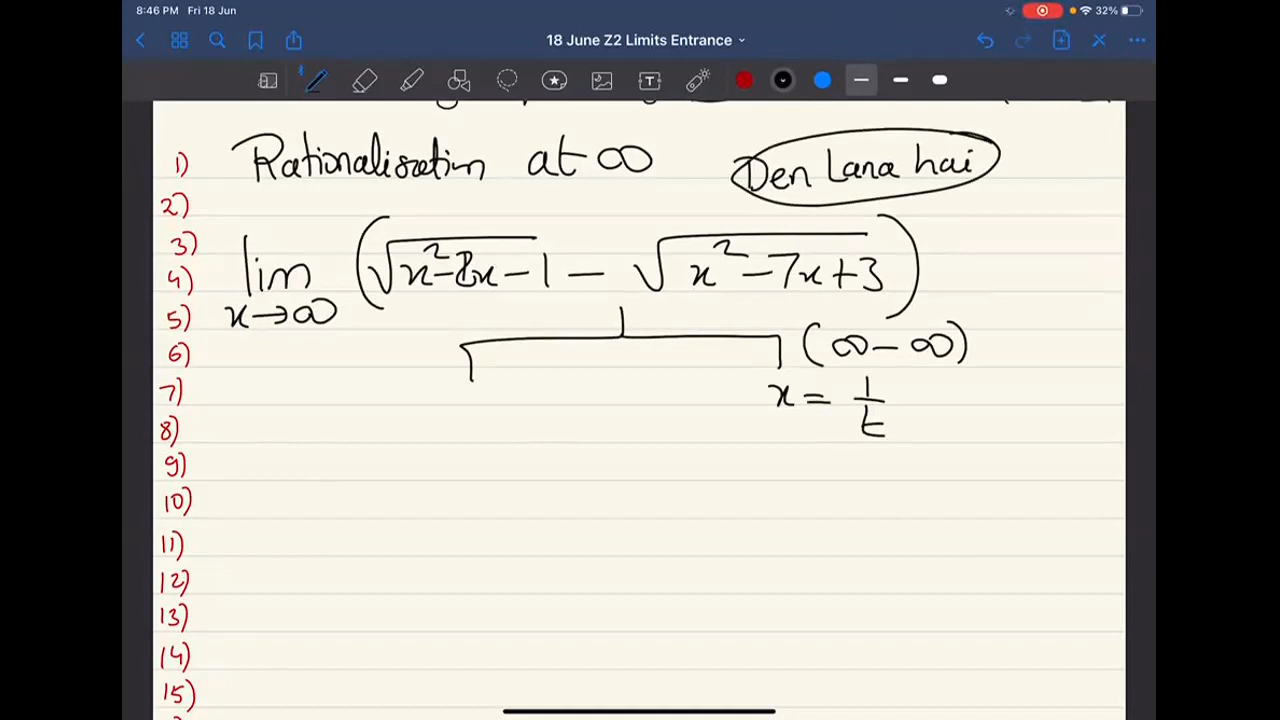 8:46 PM Fri 18 Jun
32%
18 June Z2 Limits Entrance
1) Rationalisation at ∞ Den Lana hai
2)
3)
4) lim x→∞ (√(x²-8x-1) - √(x²-7x+3))
5)
6) (∞-∞)
7) x = 1/t
8)
9)
10)
11)
12)
13)
14)
15)